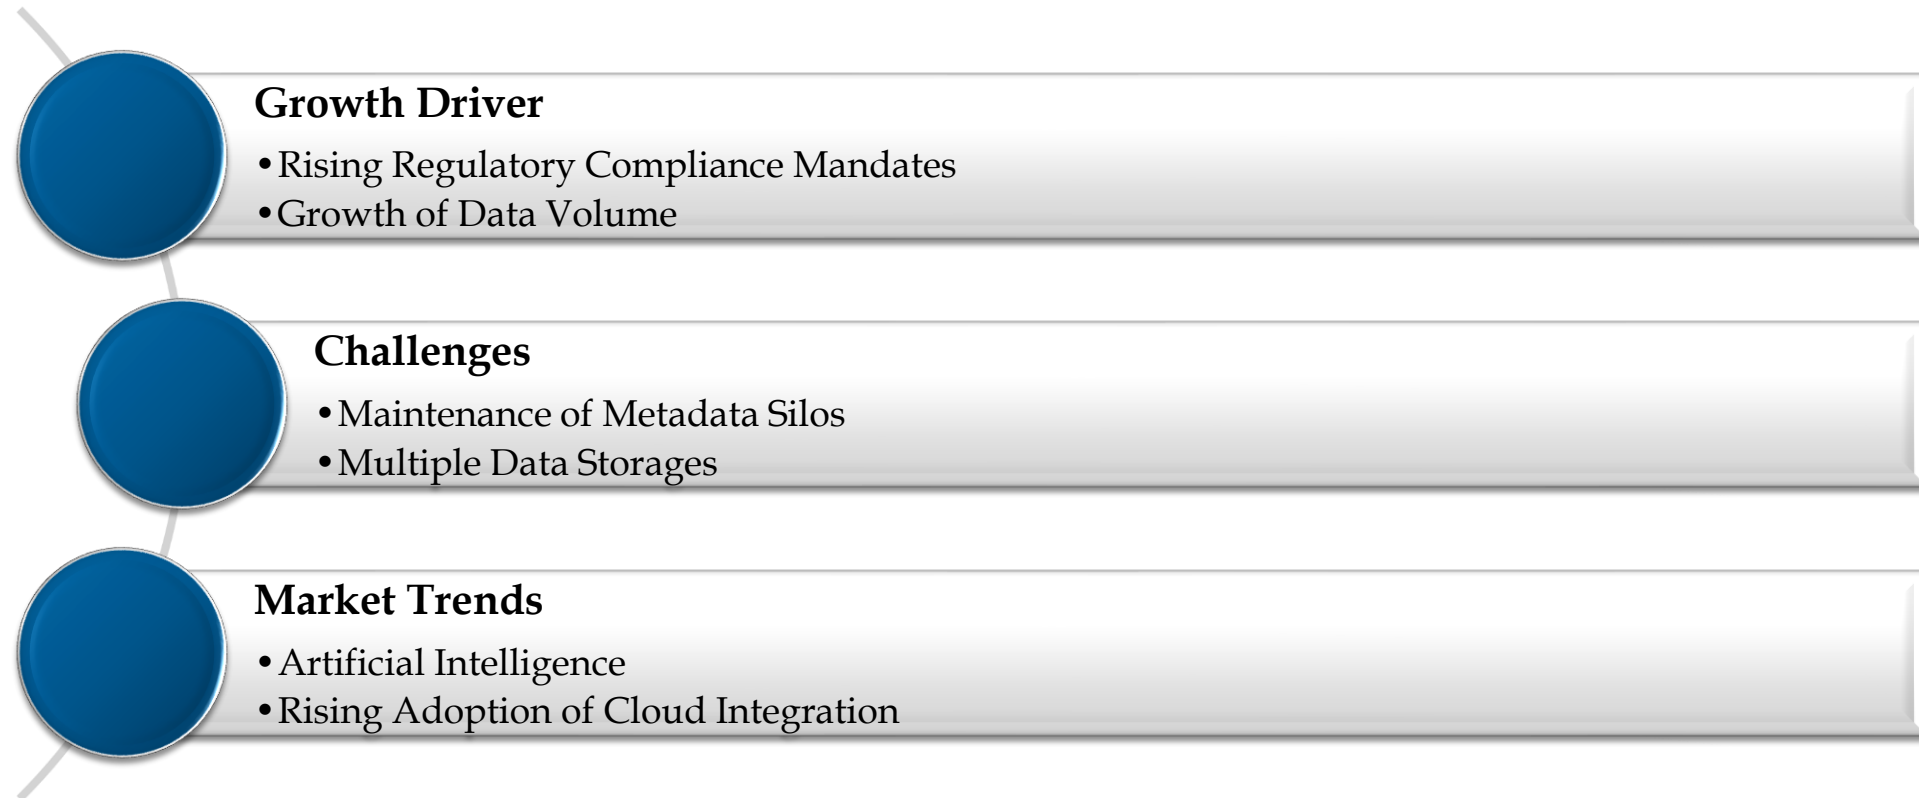 Growth Driver
•Rising Regulatory Compliance Mandates
•Growth of Data Volume
Challenges
•Maintenance of Metadata Silos
•Multiple Data Storages
Market Trends
•Artificial Intelligence
•Rising Adoption of Cloud Integration